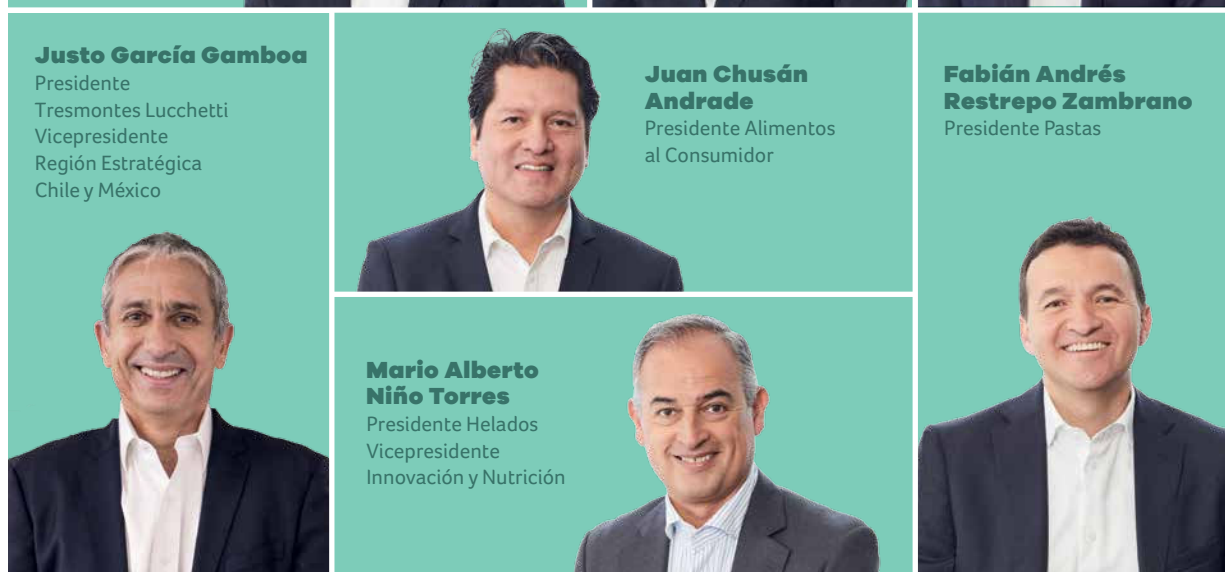 Justo García Gamboa
Presidente
Tresmontes Lucchetti
Vicepresidente
Región Estratégica
Chile y México
Juan Chusán
Andrade
Presidente Alimentos
al Consumidor
Fabián Andrés
Restrepo Zambrano
Presidente Pastas
Mario Alberto
Niño Torres
Presidente Helados
Vicepresidente
Innovación y Nutrición